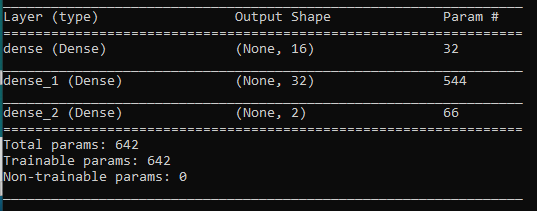 Layer (type) Output Shape Param #
=================================================================
dense (Dense) (None, 16) 32
_________________________________________________________________
dense_1 (Dense) (None, 32) 544
_________________________________________________________________
dense_2 (Dense) (None, 2) 66
=================================================================
Total params: 642
Trainable params: 642
Non-trainable params: 0
_________________________________________________________________